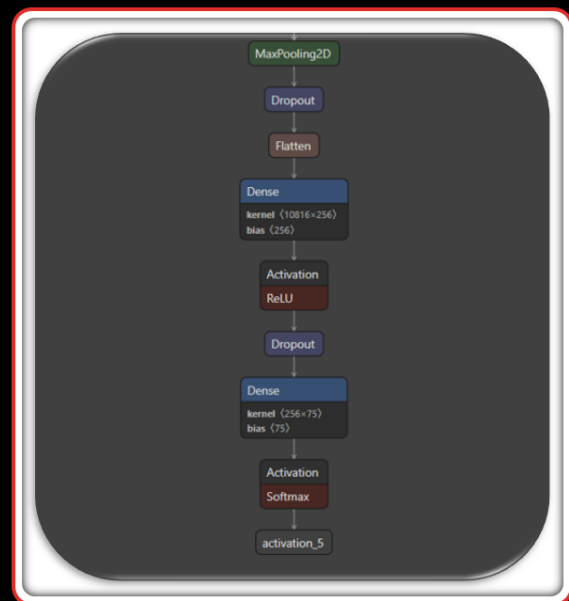 MaxPooling2D
Dropout
Flatten
Dense
kernel ⟨10816×256⟩
bias ⟨256⟩
Activation
ReLU
Dropout
Dense
kernel ⟨256×75⟩
bias ⟨75⟩
Activation
Softmax
activation_5